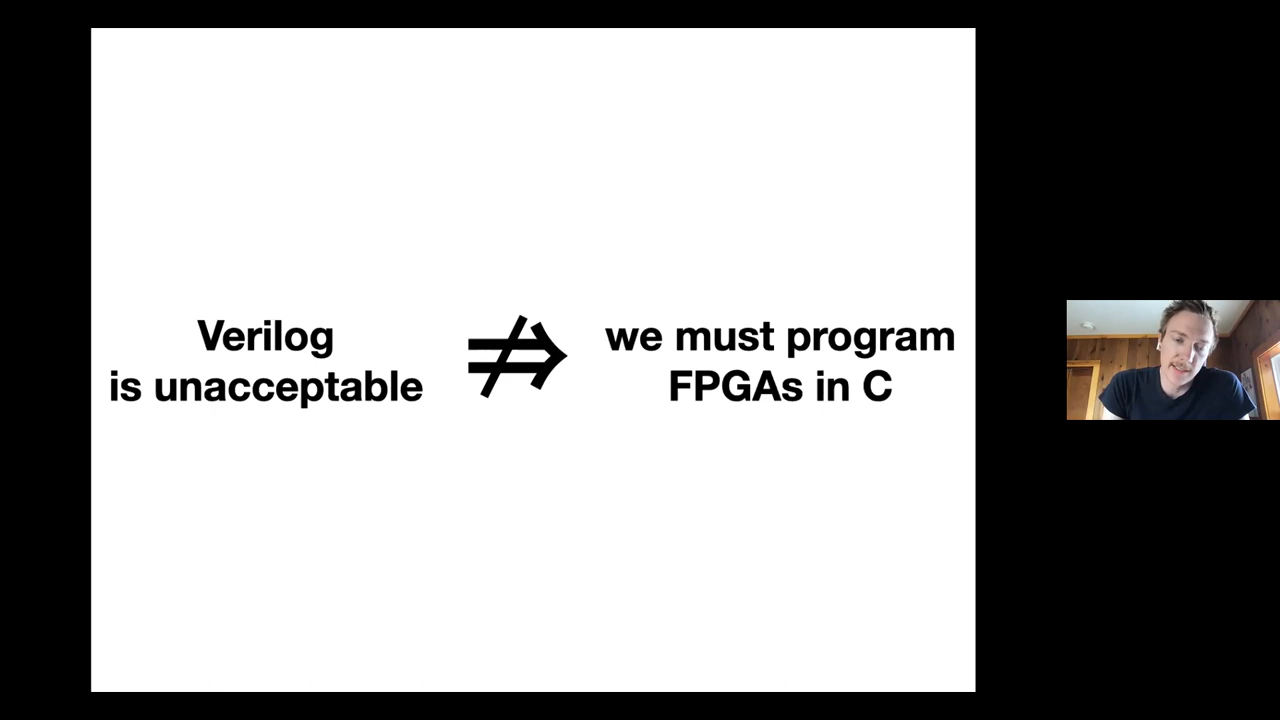 Verilog
is unacceptable
⇏
we must program
FPGAs in C